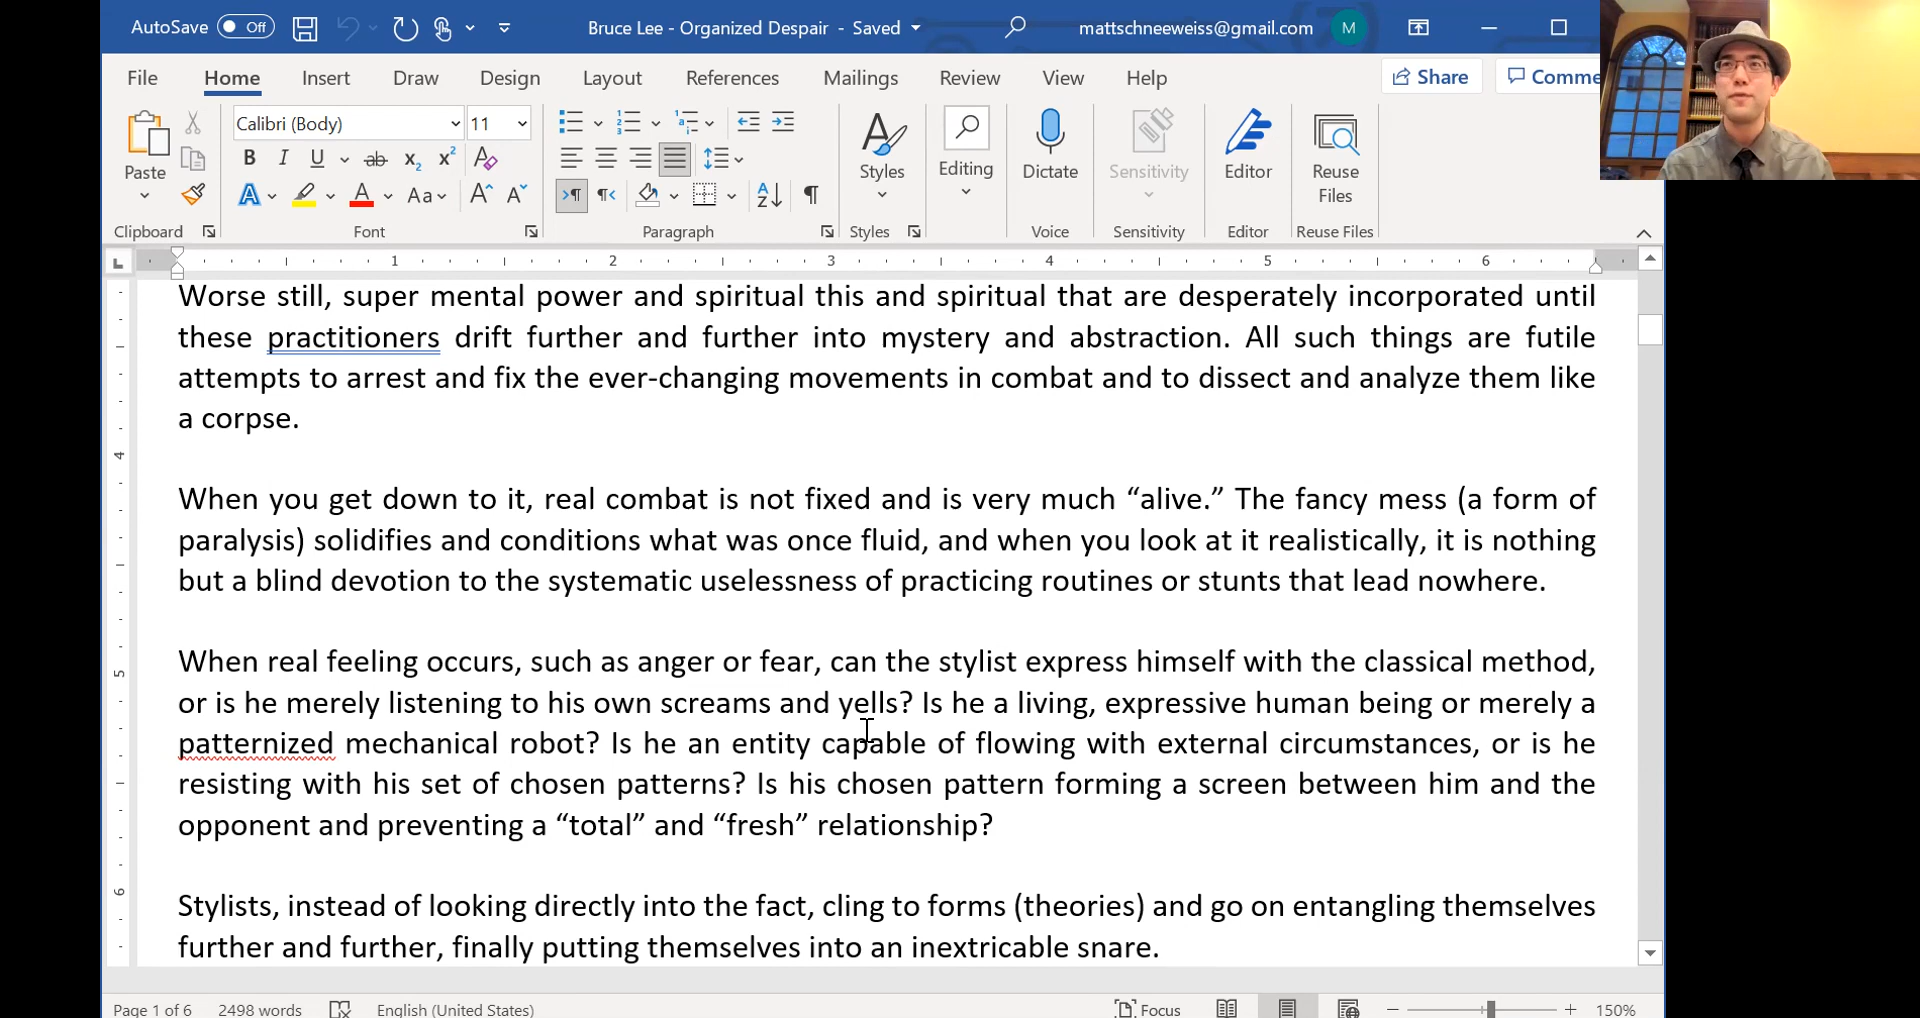 AutoSave Off Bruce Lee - Organized Despair - Saved mattschneeweiss@gmail.com M
File Home Insert Draw Design Layout References Mailings Review View Help Share Comme
Calibri (Body) 11
Paste B I U ab x2 x2 A Styles Editing Dictate Sensitivity Editor Reuse Files
A A Aa A A A Z
Clipboard Font Paragraph Styles Voice Sensitivity Editor Reuse Files
L 1 2 3 4 5 6
Worse still, super mental power and spiritual this and spiritual that are desperately incorporated until
these practitioners drift further and further into mystery and abstraction. All such things are futile
attempts to arrest and fix the ever-changing movements in combat and to dissect and analyze them like
a corpse.
4
When you get down to it, real combat is not fixed and is very much “alive.” The fancy mess (a form of
paralysis) solidifies and conditions what was once fluid, and when you look at it realistically, it is nothing
but a blind devotion to the systematic uselessness of practicing routines or stunts that lead nowhere.
When real feeling occurs, such as anger or fear, can the stylist express himself with the classical method,
5
or is he merely listening to his own screams and yells? Is he a living, expressive human being or merely a
patternized mechanical robot? Is he an entity capable of flowing with external circumstances, or is he
resisting with his set of chosen patterns? Is his chosen pattern forming a screen between him and the
opponent and preventing a “total” and “fresh” relationship?
6
Stylists, instead of looking directly into the fact, cling to forms (theories) and go on entangling themselves
further and further, finally putting themselves into an inextricable snare.
Page 1 of 6 2498 words English (United States) Focus 150%